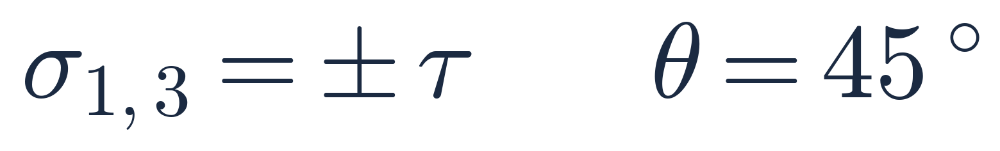 σ₁,₃ = ± τ θ = 45°